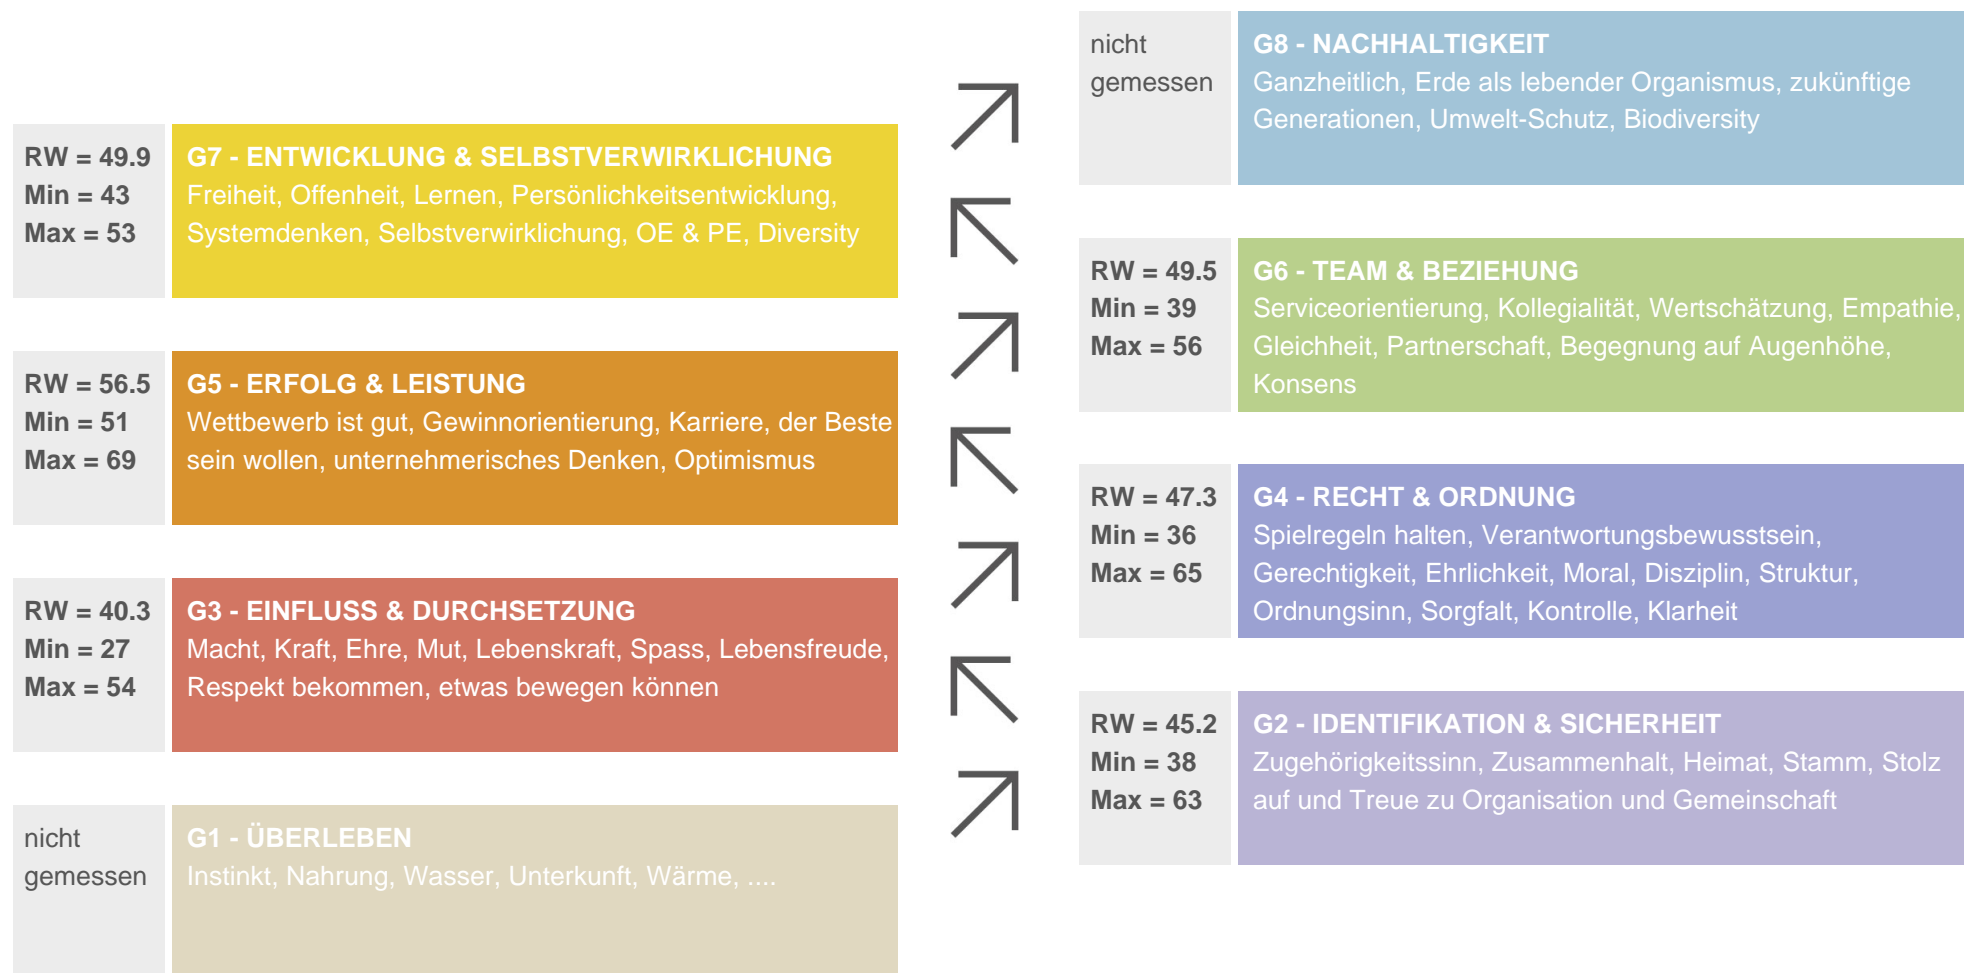 nicht
gemessen
G8 - NACHHALTIGKEIT
Ganzheitlich, Erde als lebender Organismus, zukünftige
Generationen, Umwelt-Schutz, Biodiversity
RW = 49.9
Min = 43
Max = 53
G7 - ENTWICKLUNG & SELBSTVERWIRKLICHUNG
Freiheit, Offenheit, Lernen, Persönlichkeitsentwicklung,
Systemdenken, Selbstverwirklichung, OE & PE, Diversity
RW = 49.5
Min = 39
Max = 56
G6 - TEAM & BEZIEHUNG
Serviceorientierung, Kollegialität, Wertschätzung, Empathie,
Gleichheit, Partnerschaft, Begegnung auf Augenhöhe,
Konsens
RW = 56.5
Min = 51
Max = 69
G5 - ERFOLG & LEISTUNG
Wettbewerb ist gut, Gewinnorientierung, Karriere, der Beste
sein wollen, unternehmerisches Denken, Optimismus
RW = 47.3
Min = 36
Max = 65
G4 - RECHT & ORDNUNG
Spielregeln halten, Verantwortungsbewusstsein,
Gerechtigkeit, Ehrlichkeit, Moral, Disziplin, Struktur,
Ordnungsinn, Sorgfalt, Kontrolle, Klarheit
RW = 40.3
Min = 27
Max = 54
G3 - EINFLUSS & DURCHSETZUNG
Macht, Kraft, Ehre, Mut, Lebenskraft, Spass, Lebensfreude,
Respekt bekommen, etwas bewegen können
RW = 45.2
Min = 38
Max = 63
G2 - IDENTIFIKATION & SICHERHEIT
Zugehörigkeitssinn, Zusammenhalt, Heimat, Stamm, Stolz
auf und Treue zu Organisation und Gemeinschaft
nicht
gemessen
G1 - ÜBERLEBEN
Instinkt, Nahrung, Wasser, Unterkunft, Wärme, ....